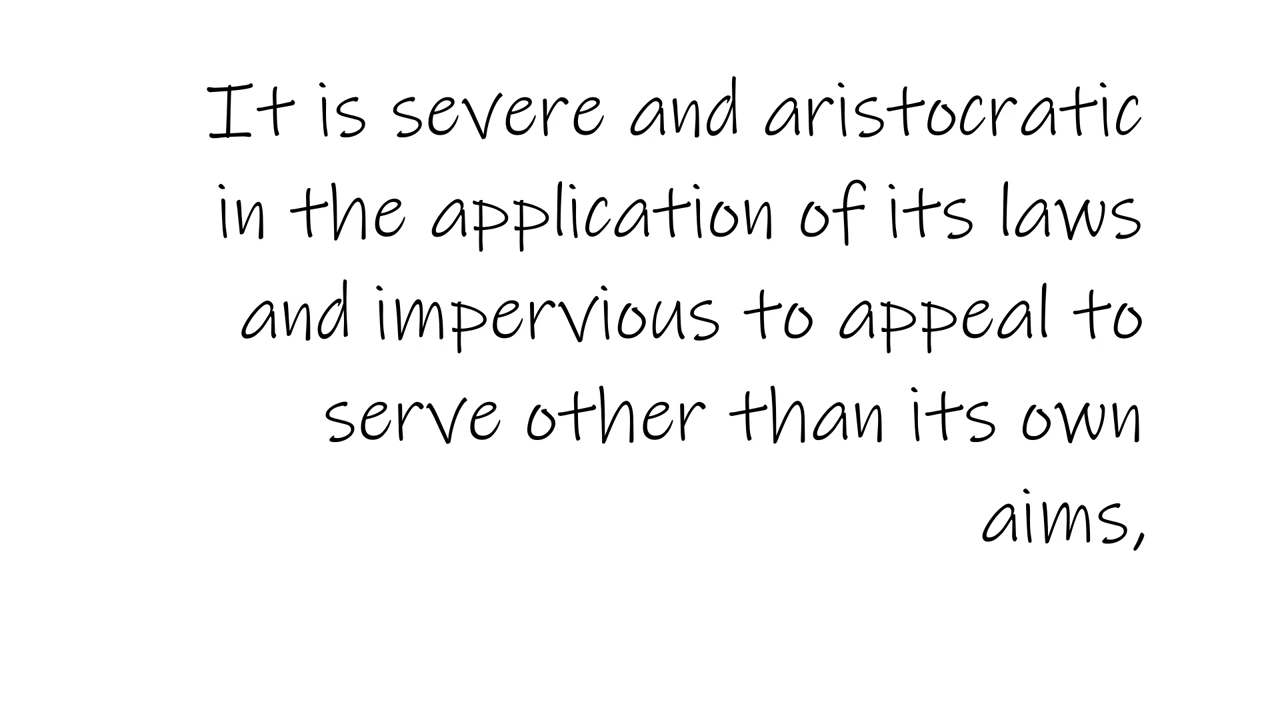 It is severe and aristocratic
in the application of its laws
and impervious to appeal to
serve other than its own
aims,